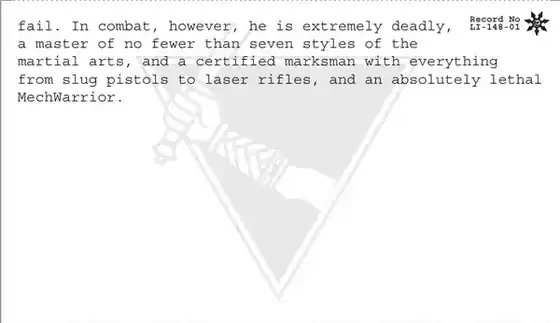 fail. In combat, however, he is extremely deadly,
Record No
LI-148-01
a master of no fewer than seven styles of the
martial arts, and a certified marksman with everything
from slug pistols to laser rifles, and an absolutely lethal
MechWarrior.